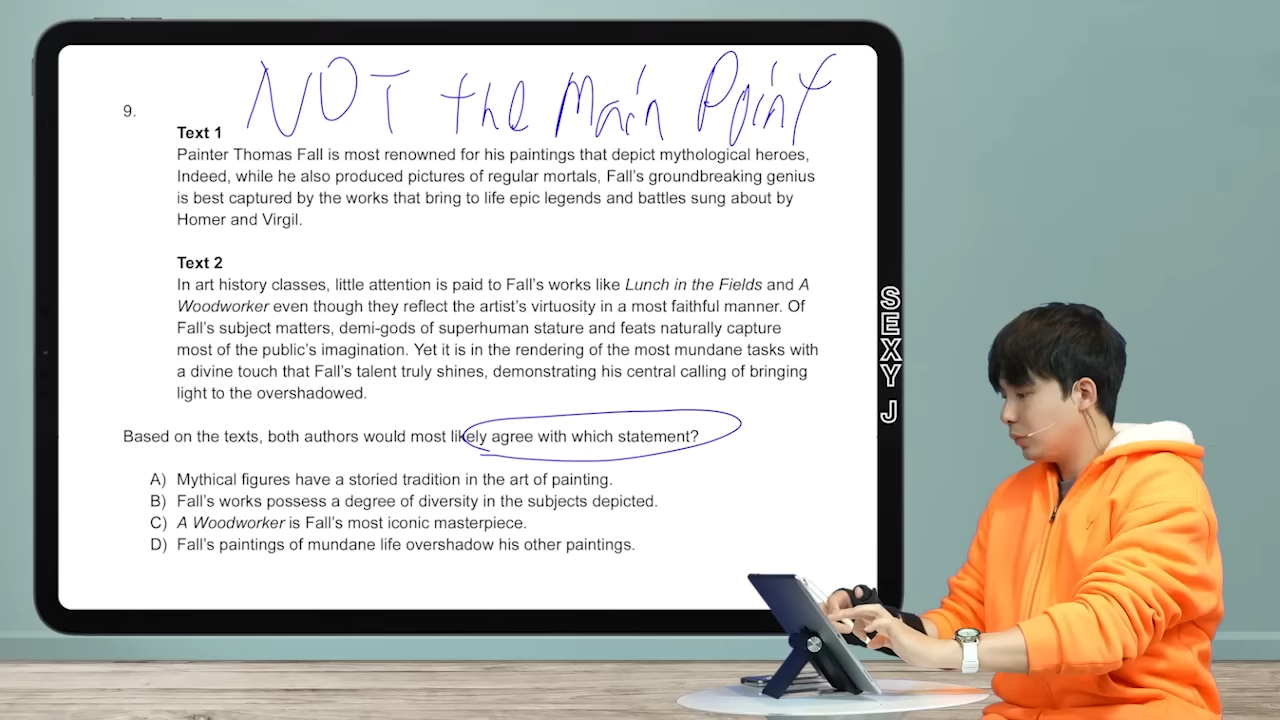 NOT the Main Point
9.
Text 1
Painter Thomas Fall is most renowned for his paintings that depict mythological heroes,
Indeed, while he also produced pictures of regular mortals, Fall's groundbreaking genius
is best captured by the works that bring to life epic legends and battles sung about by
Homer and Virgil.
Text 2
In art history classes, little attention is paid to Fall's works like Lunch in the Fields and A
Woodworker even though they reflect the artist's virtuosity in a most faithful manner. Of
Fall's subject matters, demi-gods of superhuman stature and feats naturally capture
most of the public's imagination. Yet it is in the rendering of the most mundane tasks with
a divine touch that Fall's talent truly shines, demonstrating his central calling of bringing
light to the overshadowed.
Based on the texts, both authors would most likely agree with which statement?
A) Mythical figures have a storied tradition in the art of painting.
B) Fall's works possess a degree of diversity in the subjects depicted.
C) A Woodworker is Fall's most iconic masterpiece.
D) Fall's paintings of mundane life overshadow his other paintings.
SEXY J